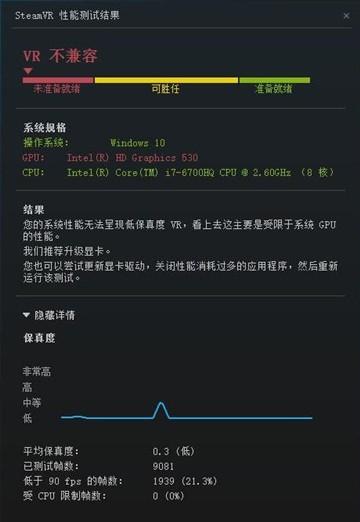 SteamVR 性能测试结果
VR 不兼容
未准备就绪 可胜任 准备就绪
系统规格
操作系统: Windows 10
GPU: Intel(R) HD Graphics 530
CPU: Intel(R) Core(TM) i7-6700HQ CPU @ 2.60GHz (8 核)
结果
您的系统性能无法呈现低保真度 VR，看上去这主要是受限于系统 GPU
的性能。
我们推荐升级显卡。
您也可以尝试更新显卡驱动，关闭性能消耗过多的应用程序，然后重新
运行该测试。
隐藏详情
保真度
非常高
高
中等
低
平均保真度: 0.3 (低)
已测试帧数: 9081
低于 90 fps 的帧数: 1939 (21.3%)
受 CPU 限制帧数: 0 (0%)